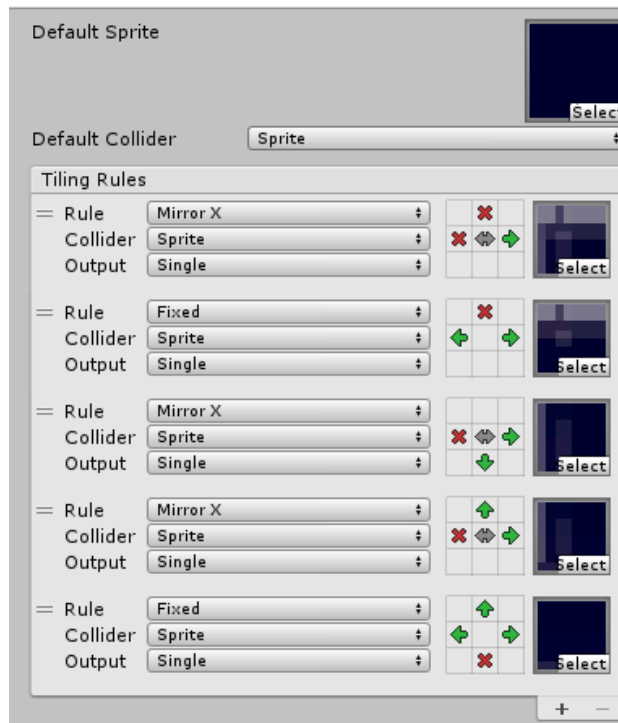 Default Sprite
Select
Default Collider Sprite
Tiling Rules
Rule Mirror X
Collider Sprite
Output Single
Select
Rule Fixed
Collider Sprite
Output Single
Select
Rule Mirror X
Collider Sprite
Output Single
Select
Rule Mirror X
Collider Sprite
Output Single
Select
Rule Fixed
Collider Sprite
Output Single
Select
+ −